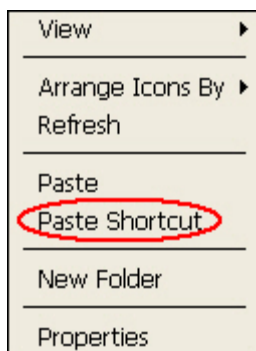 View
Arrange Icons By
Refresh
Paste
Paste Shortcut
New Folder
Properties